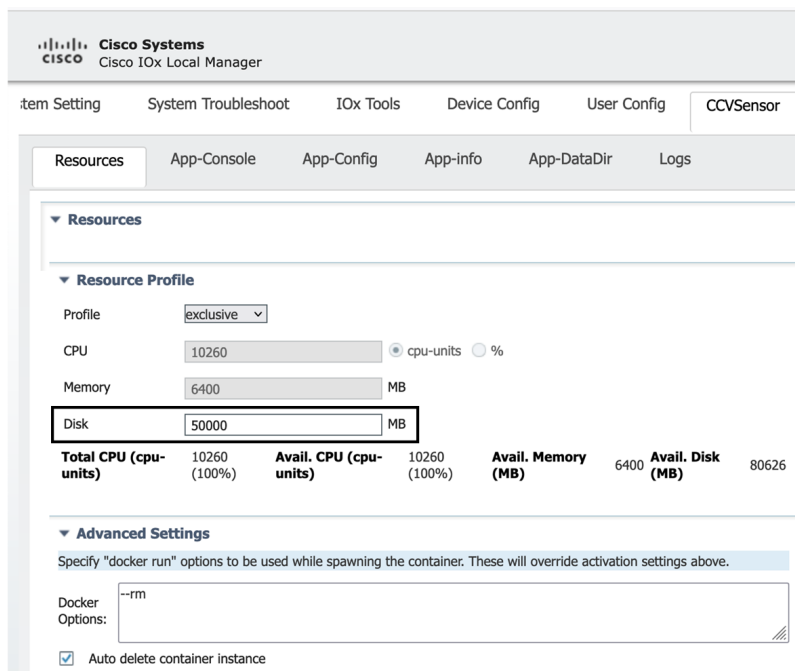 Cisco Systems
CISCO
Cisco IOx Local Manager
tem Setting System Troubleshoot IOx Tools Device Config User Config CCVSensor
Resources App-Console App-Config App-info App-DataDir Logs
Resources
Resource Profile
Profile exclusive
CPU 10260 cpu-units %
Memory 6400 MB
Disk 50000 MB
Total CPU (cpu- 10260 Avail. CPU (cpu- 10260 Avail. Memory 6400 Avail. Disk 80626
units) (100%) units) (100%) (MB) (MB)
Advanced Settings
Specify "docker run" options to be used while spawning the container. These will override activation settings above.
--rm
Docker
Options:
Auto delete container instance